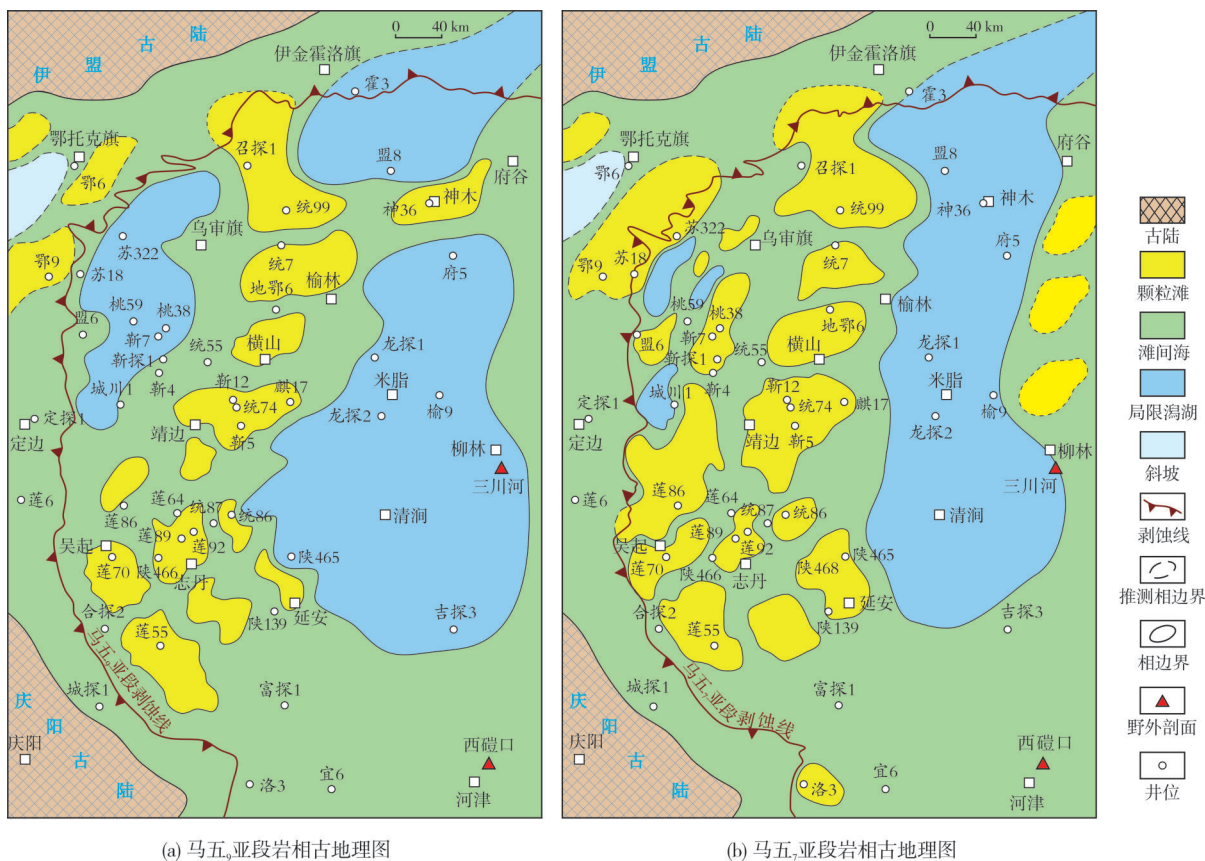 伊盟古陆
0 40 km
伊金霍洛旗
霍3
鄂托克旗
鄂6
召探1
盟8
府谷
神木
神36
统99
苏322
乌审旗
鄂9
苏18
统7
府5
榆林
地鄂6
桃59
桃38
盟6
靳7
横山
靳探1
统55
龙探1
靳4
米脂
城川1
靳12
麒17
榆9
统74
定探1
龙探2
定边
靖边
靳5
柳林
三川河
莲6
莲86
莲64
统87
统86
清涧
莲89
吴起
莲92
莲70
陕466
陕465
志丹
合探2
陕139
延安
吉探3
莲55
马五₉亚段剥蚀线
城探1
富探1
庆阳古陆
庆阳
西磴口
洛3
宜6
河津
(a) 马五₉亚段岩相古地理图
伊盟古陆
0 40 km
伊金霍洛旗
霍3
鄂托克旗
鄂6
召探1
盟8
府谷
神木
神36
统99
苏322
乌审旗
鄂9
苏18
统7
府5
榆林
桃59
桃38
地鄂6
盟6
靳7
横山
靳探1
统55
龙探1
靳4
米脂
城川1
靳12
麒17
榆9
统74
定探1
龙探2
定边
靖边
靳5
柳林
三川河
莲6
莲86
莲64
统87
统86
清涧
莲89
吴起
莲92
莲70
陕466
陕465
陕468
志丹
合探2
延安
陕139
吉探3
莲55
马五₇亚段剥蚀线
城探1
富探1
庆阳古陆
庆阳
西磴口
洛3
宜6
河津
(b) 马五₇亚段岩相古地理图
古陆
颗粒滩
滩间海
局限潟湖
斜坡
剥蚀线
推测相边界
相边界
野外剖面
井位